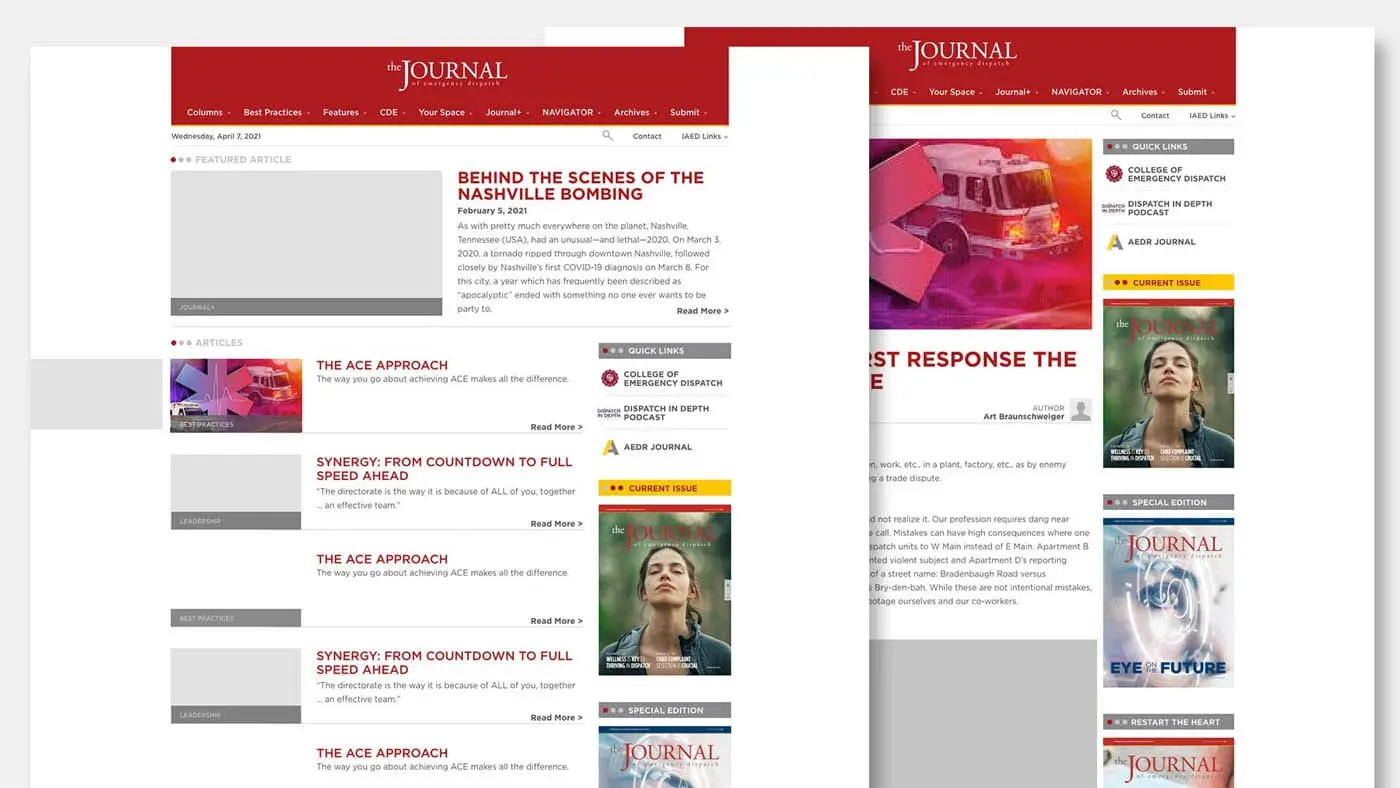 the JOURNAL
of emergency dispatch
Columns Best Practices Features CDE Your Space Journal+ NAVIGATOR Archives Submit
Wednesday, April 7, 2021
Contact IAED Links
FEATURED ARTICLE
BEHIND THE SCENES OF THE
NASHVILLE BOMBING
February 5, 2021
As with pretty much everywhere on the planet, Nashville,
Tennessee (USA), had an unusual—and lethal—2020. On March 3,
2020, a tornado ripped through downtown Nashville, followed
closely by Nashville's first COVID-19 diagnosis on March 8. For
this city, a year which has frequently been described as
“apocalyptic” ended with something no one ever wants to be
party to.
Read More >
JOURNAL+
ARTICLES
THE ACE APPROACH
The way you go about achieving ACE makes all the difference.
BEST PRACTICES
Read More >
SYNERGY: FROM COUNTDOWN TO FULL
SPEED AHEAD
“The directorate is the way it is because of ALL of you, together
... an effective team.”
LEADERSHIP
Read More >
THE ACE APPROACH
The way you go about achieving ACE makes all the difference.
BEST PRACTICES
Read More >
SYNERGY: FROM COUNTDOWN TO FULL
SPEED AHEAD
“The directorate is the way it is because of ALL of you, together
... an effective team.”
LEADERSHIP
Read More >
THE ACE APPROACH
The way you go about achieving ACE makes all the difference.
QUICK LINKS
COLLEGE OF
EMERGENCY DISPATCH
DISPATCH
IN DEPTH
DISPATCH IN DEPTH
PODCAST
AEDR JOURNAL
CURRENT ISSUE
the JOURNAL
of emergency dispatch
WELLNESS IS KEY TO
THRIVING IN DISPATCH
CHIEF COMPLAINT
SELECTION IS CRUCIAL
SPECIAL EDITION
the JOURNAL
of emergency dispatch
the JOURNAL
of emergency dispatch
CDE Your Space Journal+ NAVIGATOR Archives Submit
Contact IAED Links
RST RESPONSE THE
E
AUTHOR
Art Braunschweiger
n, work, etc., in a plant, factory, etc., as by enemy
g a trade dispute.
d not realize it. Our profession requires dang near
e call. Mistakes can have high consequences where one
spatch units to W Main instead of E Main. Apartment B
nted violent subject and Apartment D's reporting
of a street name: Bradenbaugh Road versus
s Bry-den-bah. While these are not intentional mistakes,
botage ourselves and our co-workers.
QUICK LINKS
COLLEGE OF
EMERGENCY DISPATCH
DISPATCH
IN DEPTH
DISPATCH IN DEPTH
PODCAST
AEDR JOURNAL
CURRENT ISSUE
the JOURNAL
of emergency dispatch
WELLNESS IS KEY TO
THRIVING IN DISPATCH
CHIEF COMPLAINT
SELECTION IS CRUCIAL
SPECIAL EDITION
the JOURNAL
of emergency dispatch
EYE ON THE FUTURE
RESTART THE HEART
the JOURNAL
of emergency dispatch